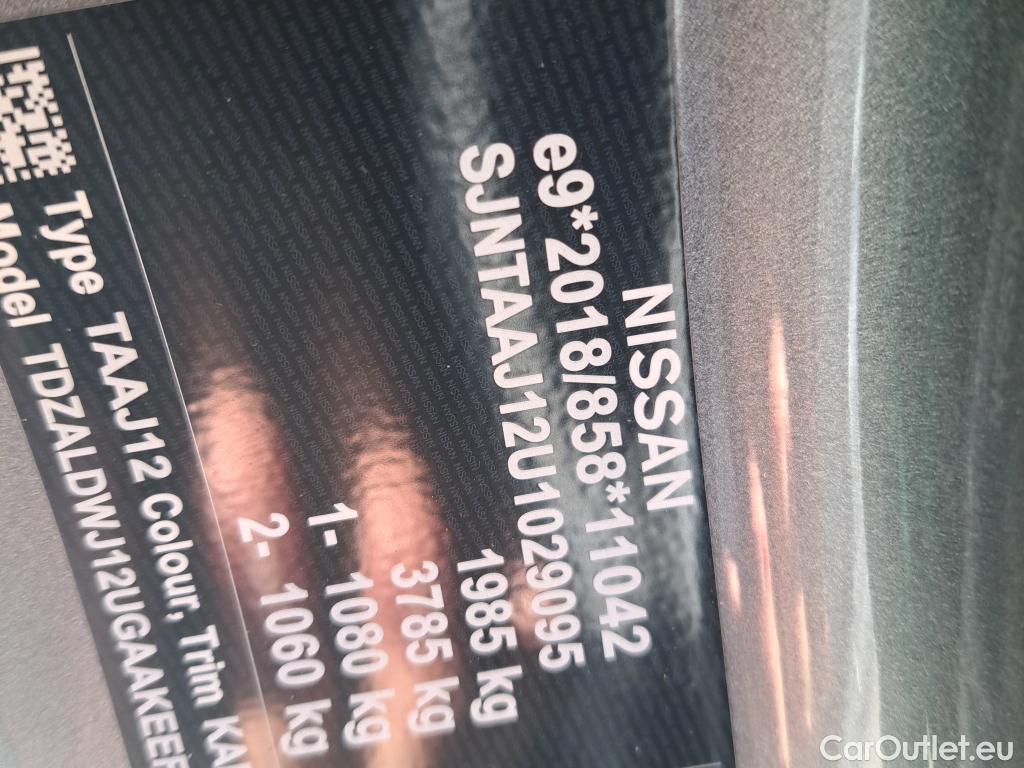 NISSAN
e9*2018/858*11042
SJNTAAJ12U1029095
1985 kg
3785 kg
1- 1080 kg
2- 1060 kg
Type TAAJ12 Colour, Trim
Model TDZALDWJ12UGAAKEE
CarOutlet.eu